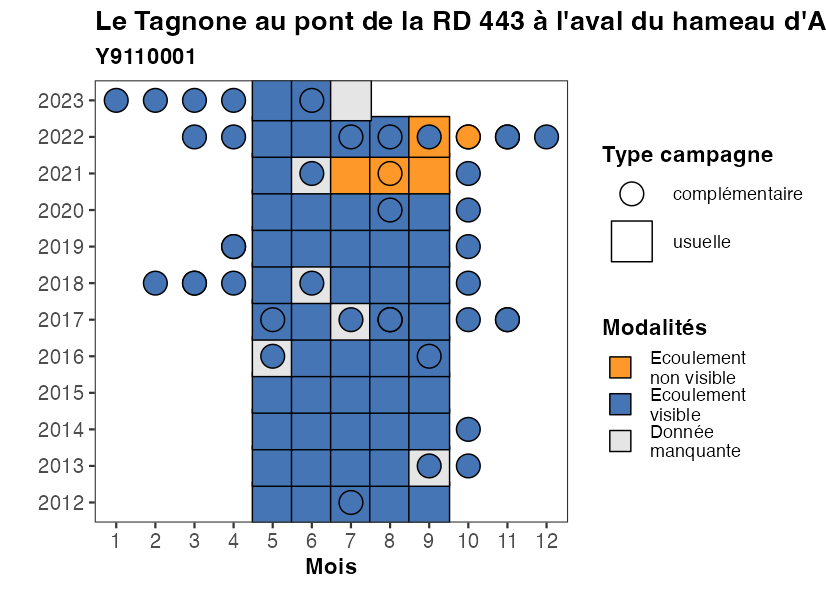 Le Tagnone au pont de la RD 443 à l'aval du hameau d'A
Y9110001
2023
2022
2021
2020
2019
2018
2017
2016
2015
2014
2013
2012
1 2 3 4 5 6 7 8 9 10 11 12
Mois
Type campagne
complémentaire
usuelle
Modalités
Ecoulement
non visible
Ecoulement
visible
Donnée
manquante